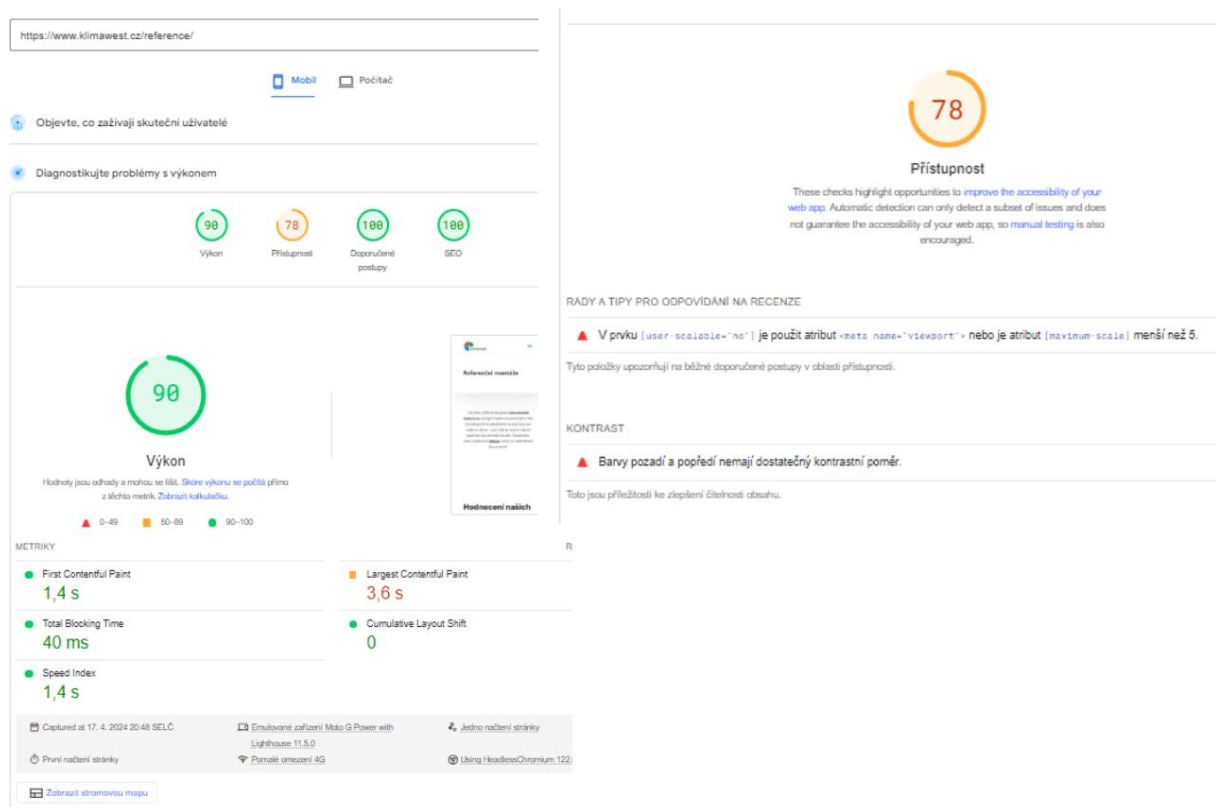 https://www.klimawest.cz/reference/
Mobil
Počítač
Objevte, co zažívají skuteční uživatelé
Diagnostikujte problémy s výkonem
90
78
100
100
Výkon
Přístupnost
Doporučené
postupy
SEO
90
Výkon
Hodnoty jsou odhady a mohou se lišit. Skóre výkonu se počítá přímo
z těchto metrik. Zobrazit kalkulačku.
0–49
50–89
90–100
Referenční montáže
Hodnocení našich
METRIKY
R
First Contentful Paint
1,4 s
Largest Contentful Paint
3,6 s
Total Blocking Time
40 ms
Cumulative Layout Shift
0
Speed Index
1,4 s
Captured at 17. 4. 2024 20:48 SELČ
Emulované zařízení Moto G Power with
Lighthouse 11.5.0
Jedno načtení stránky
První načtení stránky
Pomalé omezení 4G
Using HeadlessChromium 122.
Zobrazit stromovou mapu
78
Přístupnost
These checks highlight opportunities to improve the accessibility of your
web app. Automatic detection can only detect a subset of issues and does
not guarantee the accessibility of your web app, so manual testing is also
encouraged.
RADY A TIPY PRO ODPOVÍDÁNÍ NA RECENZE
V prvku [user-scalable="no"] je použit atribut <meta name="viewport"> nebo je atribut [maximum-scale] menší než 5.
Tyto položky upozorňují na běžné doporučené postupy v oblasti přístupnosti.
KONTRAST
Barvy pozadí a popředí nemají dostatečný kontrastní poměr.
Toto jsou příležitosti ke zlepšení čitelnosti obsahu.